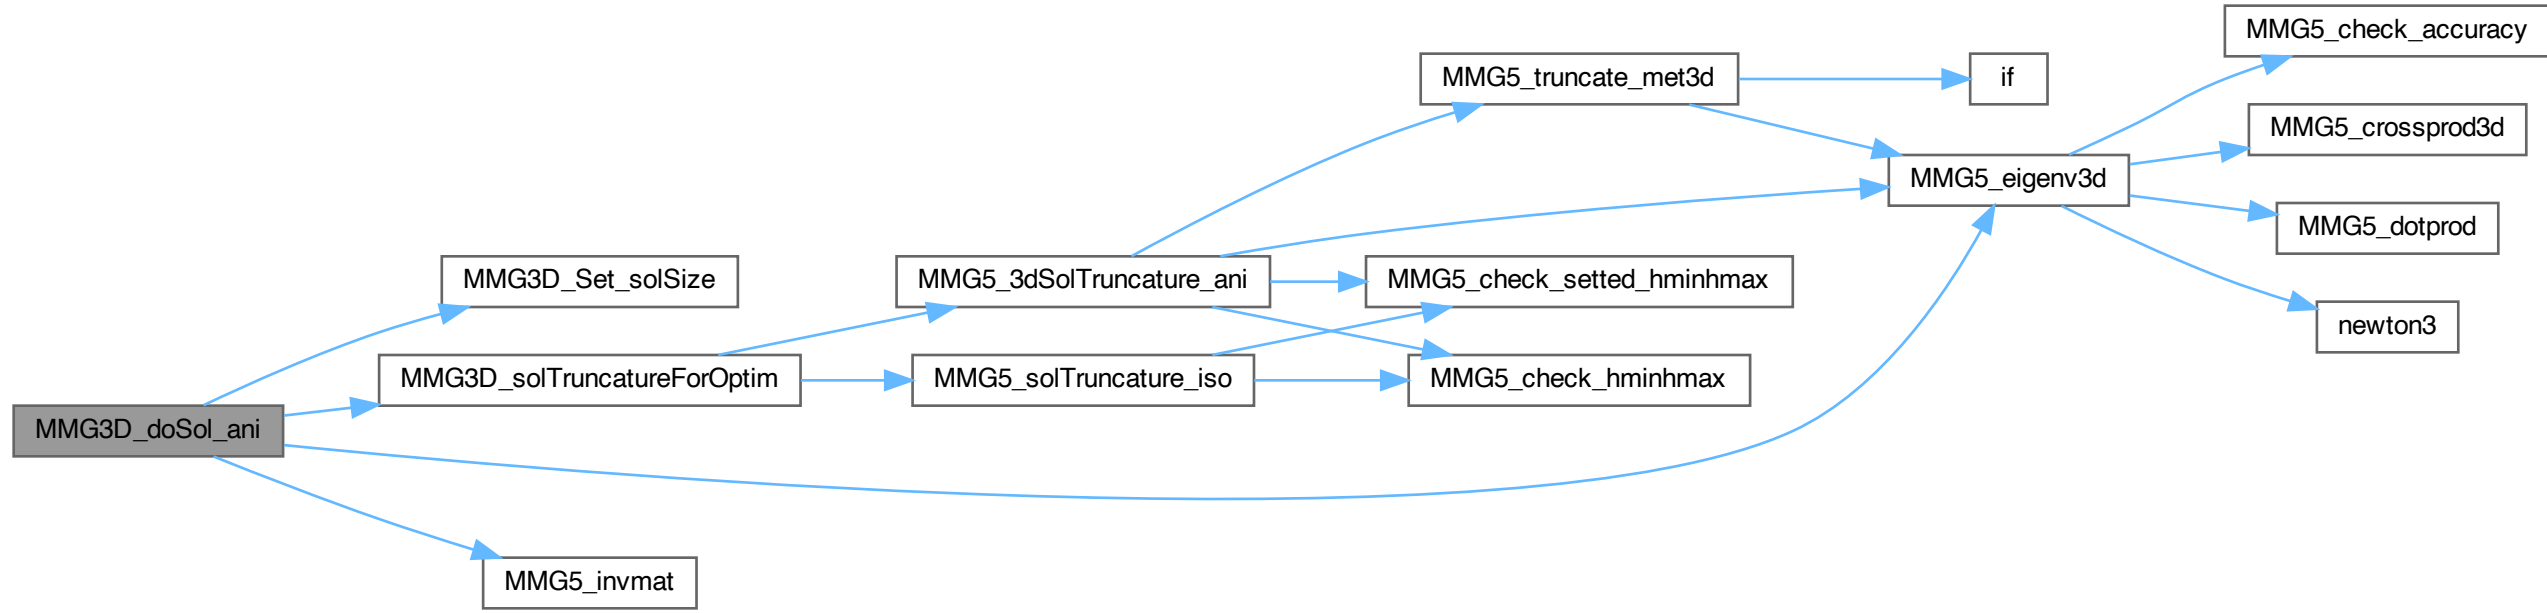 MMG5_check_accuracy
MMG5_truncate_met3d
if
MMG5_crossprod3d
MMG5_eigenv3d
MMG5_dotprod
MMG3D_Set_solSize
MMG5_3dSolTruncature_ani
MMG5_check_setted_hminhmax
newton3
MMG3D_solTruncatureForOptim
MMG5_solTruncature_iso
MMG5_check_hminhmax
MMG3D_doSol_ani
MMG5_invmat